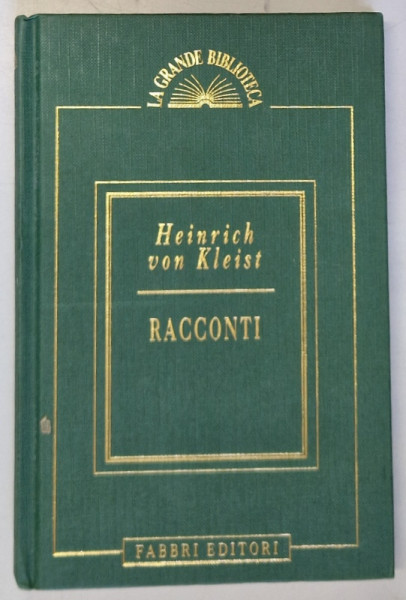 LA GRANDE BIBLIOTECA
Heinrich
von Kleist
RACCONTI
FABBRI EDITORI